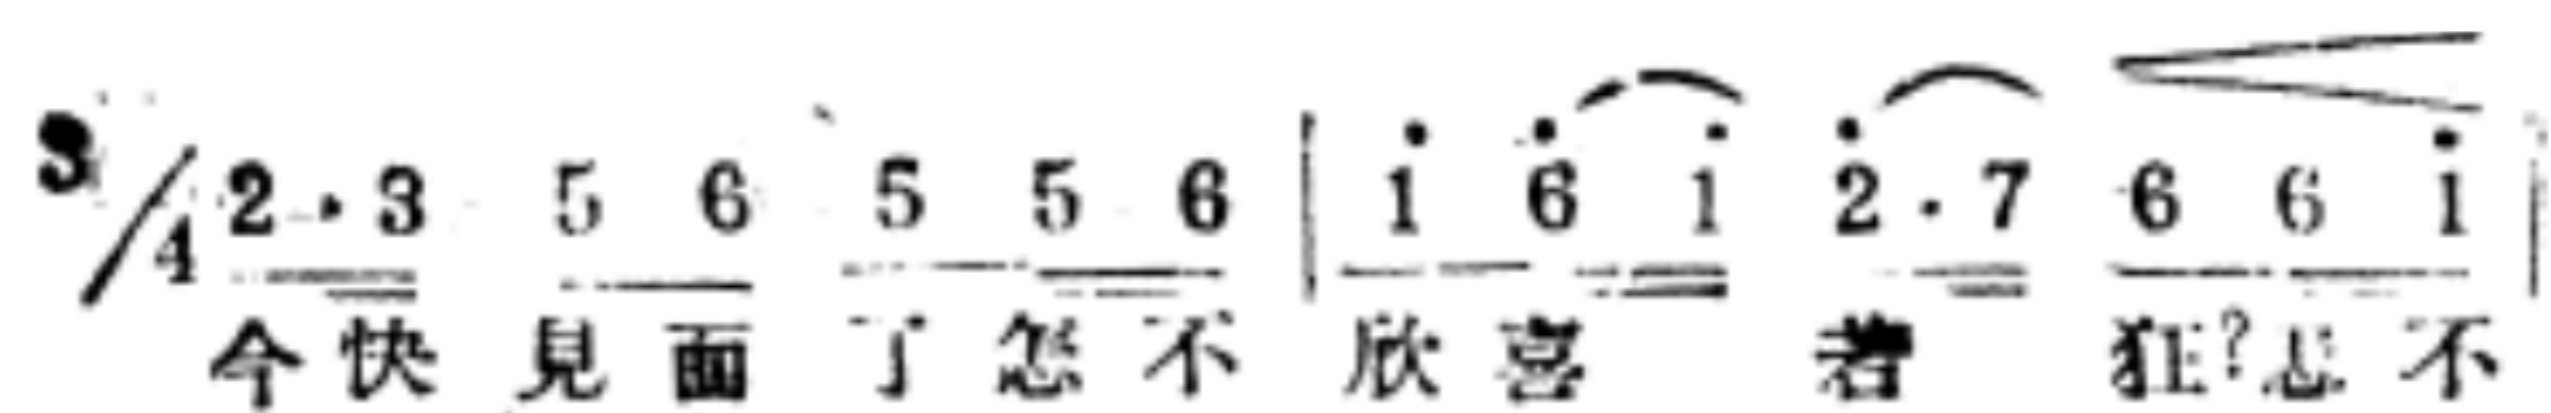 3/4 2·3 5 6 5 5 6 | i 6̇ i 2̇·7 6 6 i |
今快見面了怎不欣喜若狂?怎不